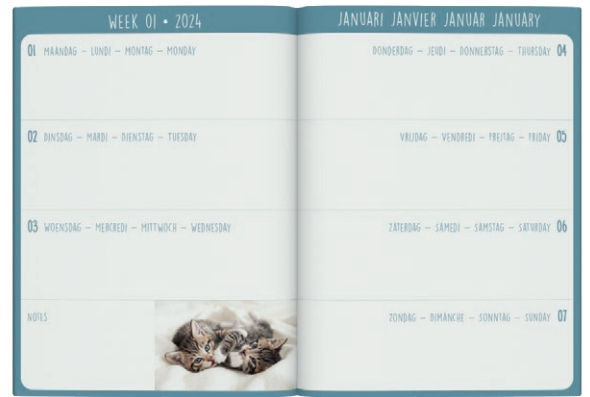 WEEK 01 • 2024
01 MAANDAG – LUNDI – MONTAG – MONDAY
02 DINSDAG – MARDI – DIENSTAG – TUESDAY
03 WOENSDAG – MERCREDI – MITTWOCH – WEDNESDAY
NOTES
JANUARI JANVIER JANUAR JANUARY
DONDERDAG – JEUDI – DONNERSTAG – THURSDAY 04
VRIJDAG – VENDREDI – FREITAG – FRIDAY 05
ZATERDAG – SAMEDI – SAMSTAG – SATURDAY 06
ZONDAG – DIMANCHE – SONNTAG – SUNDAY 07